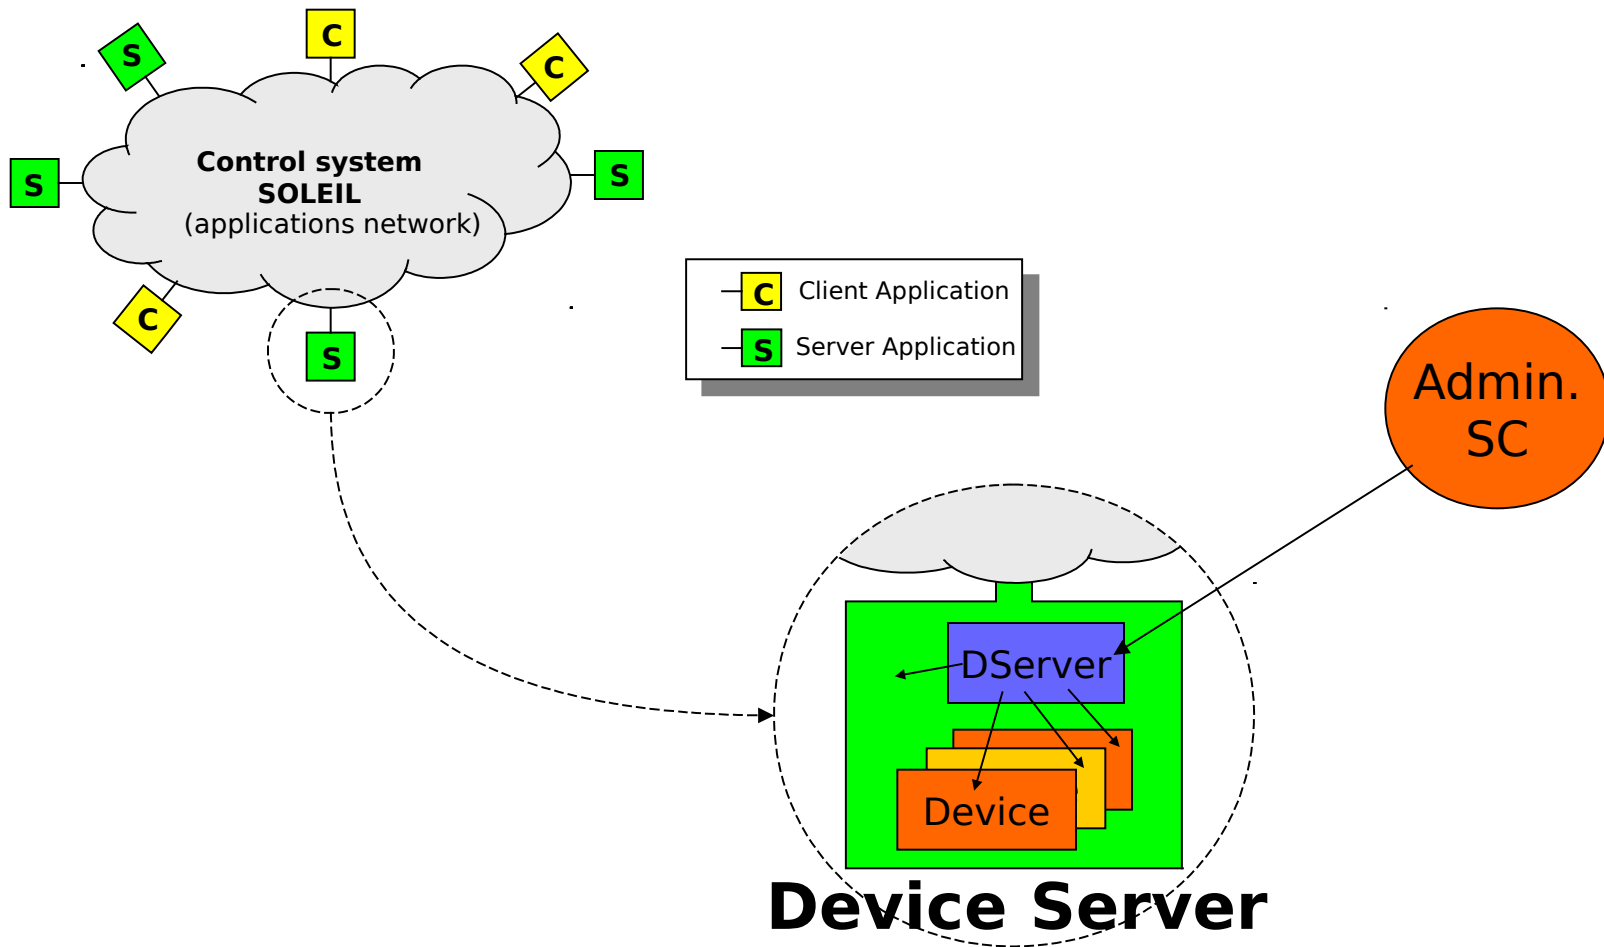 C
S
C
Control system
SOLEIL
(applications network)
S
S
C
S
C Client Application
S Server Application
Admin.
SC
DServer
Device
Device Server